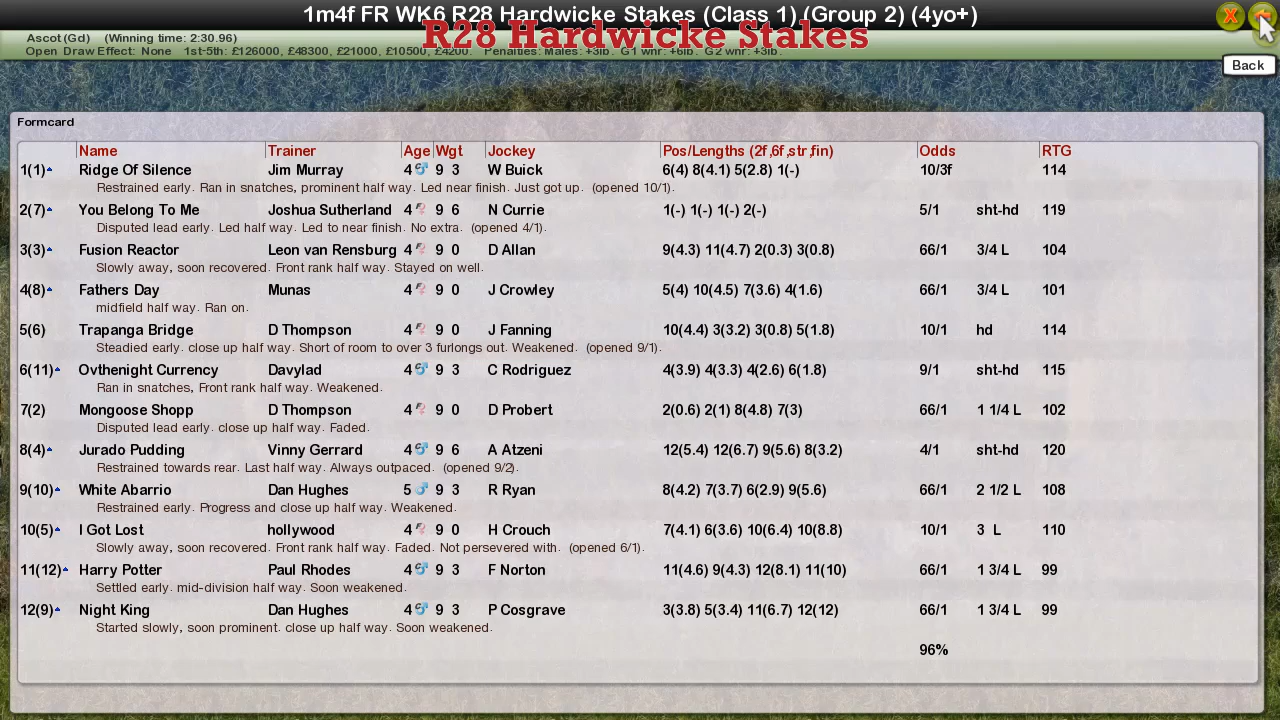 1m4f FR WK6 R28 Hardwicke Stakes (Class 1) (Group 2) (4yo+)
R28 Hardwicke Stakes
X
Ascot(Gd) (Winning time: 2:30.96)
Open Draw Effect: None 1st-5th: £126000, £48300, £21000, £10500, £4200. Penalties: Males: +3lb. G1 wnr: +6lb. G2 wnr: +3lb.
Back
Formcard
Name Trainer Age Wgt Jockey Pos/Lengths (2f,6f,str,fin) Odds RTG
1(1) Ridge Of Silence Jim Murray 4 9 3 W Buick 6(4) 8(4.1) 5(2.8) 1(-) 10/3f 114
Restrained early. Ran in snatches, prominent half way. Led near finish. Just got up. (opened 10/1).
2(7) You Belong To Me Joshua Sutherland 4 9 6 N Currie 1(-) 1(-) 1(-) 2(-) 5/1 sht-hd 119
Disputed lead early. Led half way. Led to near finish. No extra. (opened 4/1).
3(3) Fusion Reactor Leon van Rensburg 4 9 0 D Allan 9(4.3) 11(4.7) 2(0.3) 3(0.8) 66/1 3/4 L 104
Slowly away, soon recovered. Front rank half way. Stayed on well.
4(8) Fathers Day Munas 4 9 0 J Crowley 5(4) 10(4.5) 7(3.6) 4(1.6) 66/1 3/4 L 101
midfield half way. Ran on.
5(6) Trapanga Bridge D Thompson 4 9 0 J Fanning 10(4.4) 3(3.2) 3(0.8) 5(1.8) 10/1 hd 114
Steadied early. close up half way. Short of room to over 3 furlongs out. Weakened. (opened 9/1).
6(11) Ovthenight Currency Davylad 4 9 3 C Rodriguez 4(3.9) 4(3.3) 4(2.6) 6(1.8) 9/1 sht-hd 115
Ran in snatches, Front rank half way. Weakened.
7(2) Mongoose Shopp D Thompson 4 9 0 D Probert 2(0.6) 2(1) 8(4.8) 7(3) 66/1 1 1/4 L 102
Disputed lead early. close up half way. Faded.
8(4) Jurado Pudding Vinny Gerrard 4 9 6 A Atzeni 12(5.4) 12(6.7) 9(5.6) 8(3.2) 4/1 sht-hd 120
Restrained towards rear. Last half way. Always outpaced. (opened 9/2).
9(10) White Abarrio Dan Hughes 5 9 3 R Ryan 8(4.2) 7(3.7) 6(2.9) 9(5.6) 66/1 2 1/2 L 108
Restrained early. Progress and close up half way. Weakened.
10(5) I Got Lost hollywood 4 9 0 H Crouch 7(4.1) 6(3.6) 10(6.4) 10(8.8) 10/1 3 L 110
Slowly away, soon recovered. Front rank half way. Faded. Not persevered with. (opened 6/1).
11(12) Harry Potter Paul Rhodes 4 9 3 F Norton 11(4.6) 9(4.3) 12(8.1) 11(10) 66/1 1 3/4 L 99
Settled early. mid-division half way. Soon weakened.
12(9) Night King Dan Hughes 4 9 3 P Cosgrave 3(3.8) 5(3.4) 11(6.7) 12(12) 66/1 1 3/4 L 99
Started slowly, soon prominent. close up half way. Soon weakened.
96%